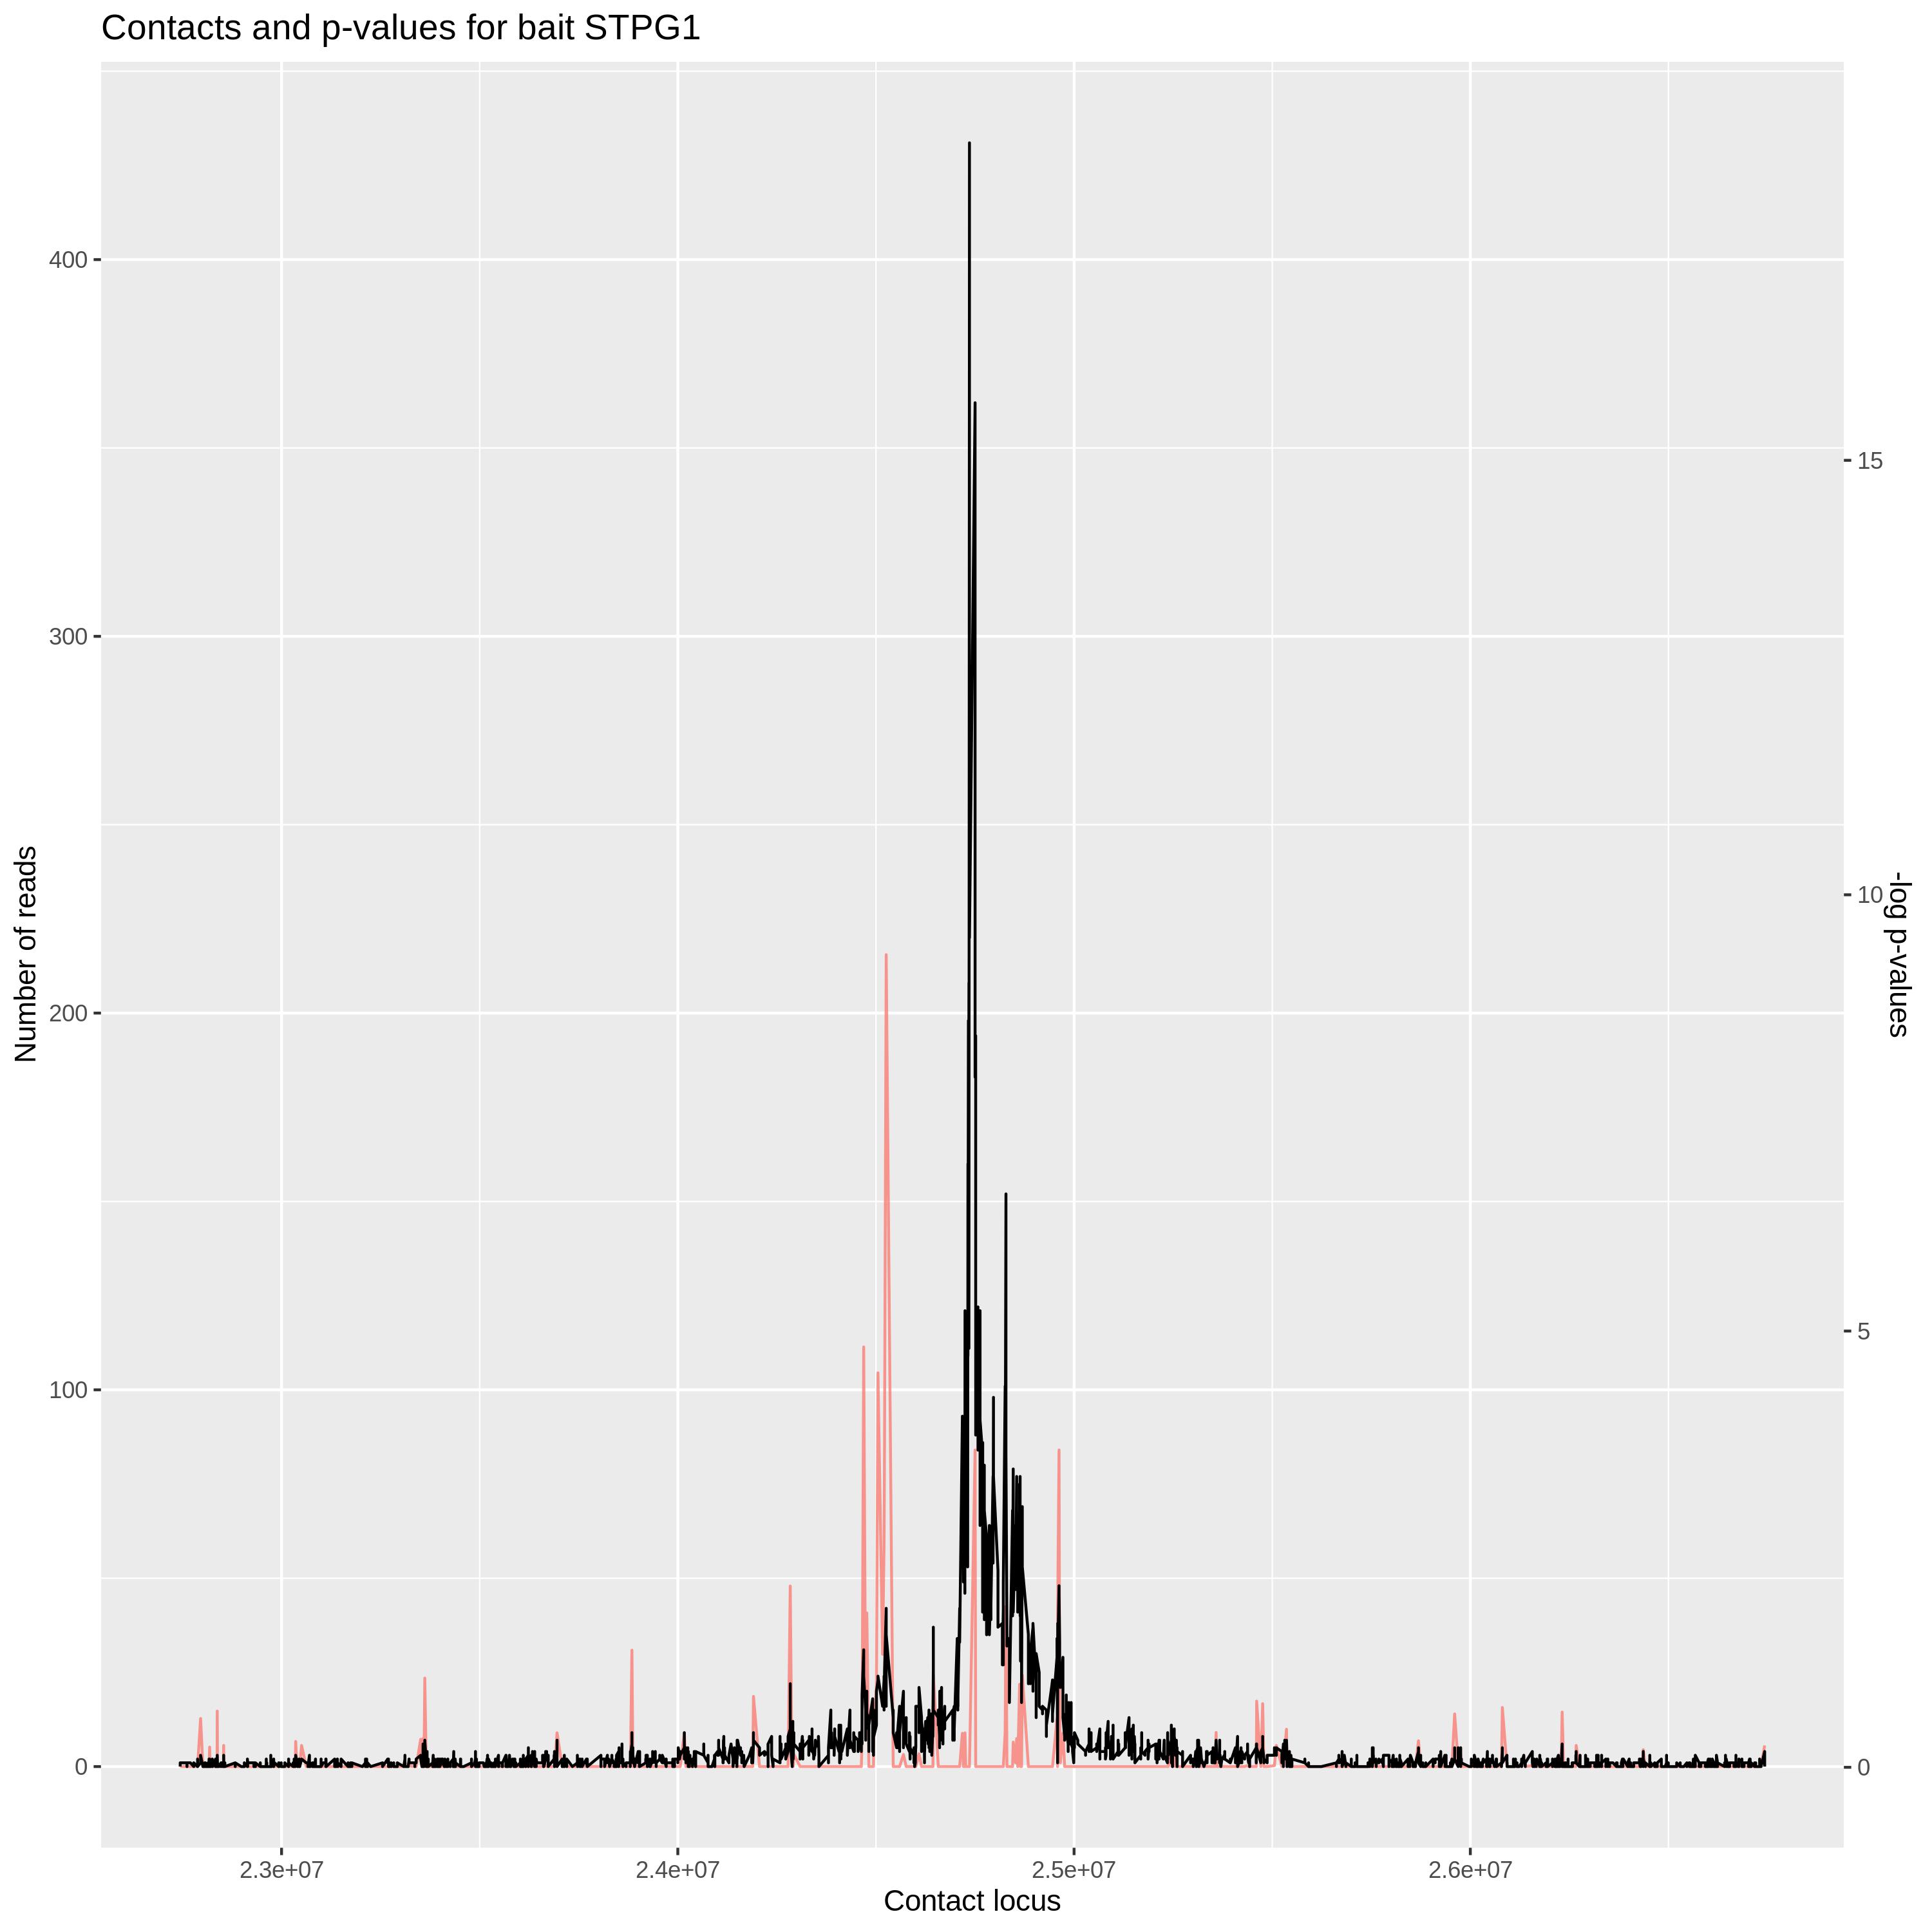 Contacts and p-values for bait STPG1
400
300
200
100
0
Number of reads
15
10
5
0
-log p-values
2.3e+07
2.4e+07
2.5e+07
2.6e+07
Contact locus